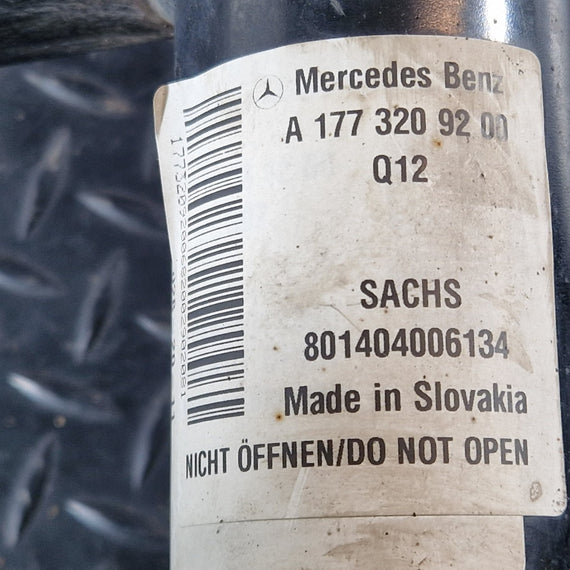 Mercedes Benz
A 177 320 92 00
Q12
SACHS
801404006134
Made in Slovakia
NICHT ÖFFNEN/DO NOT OPEN